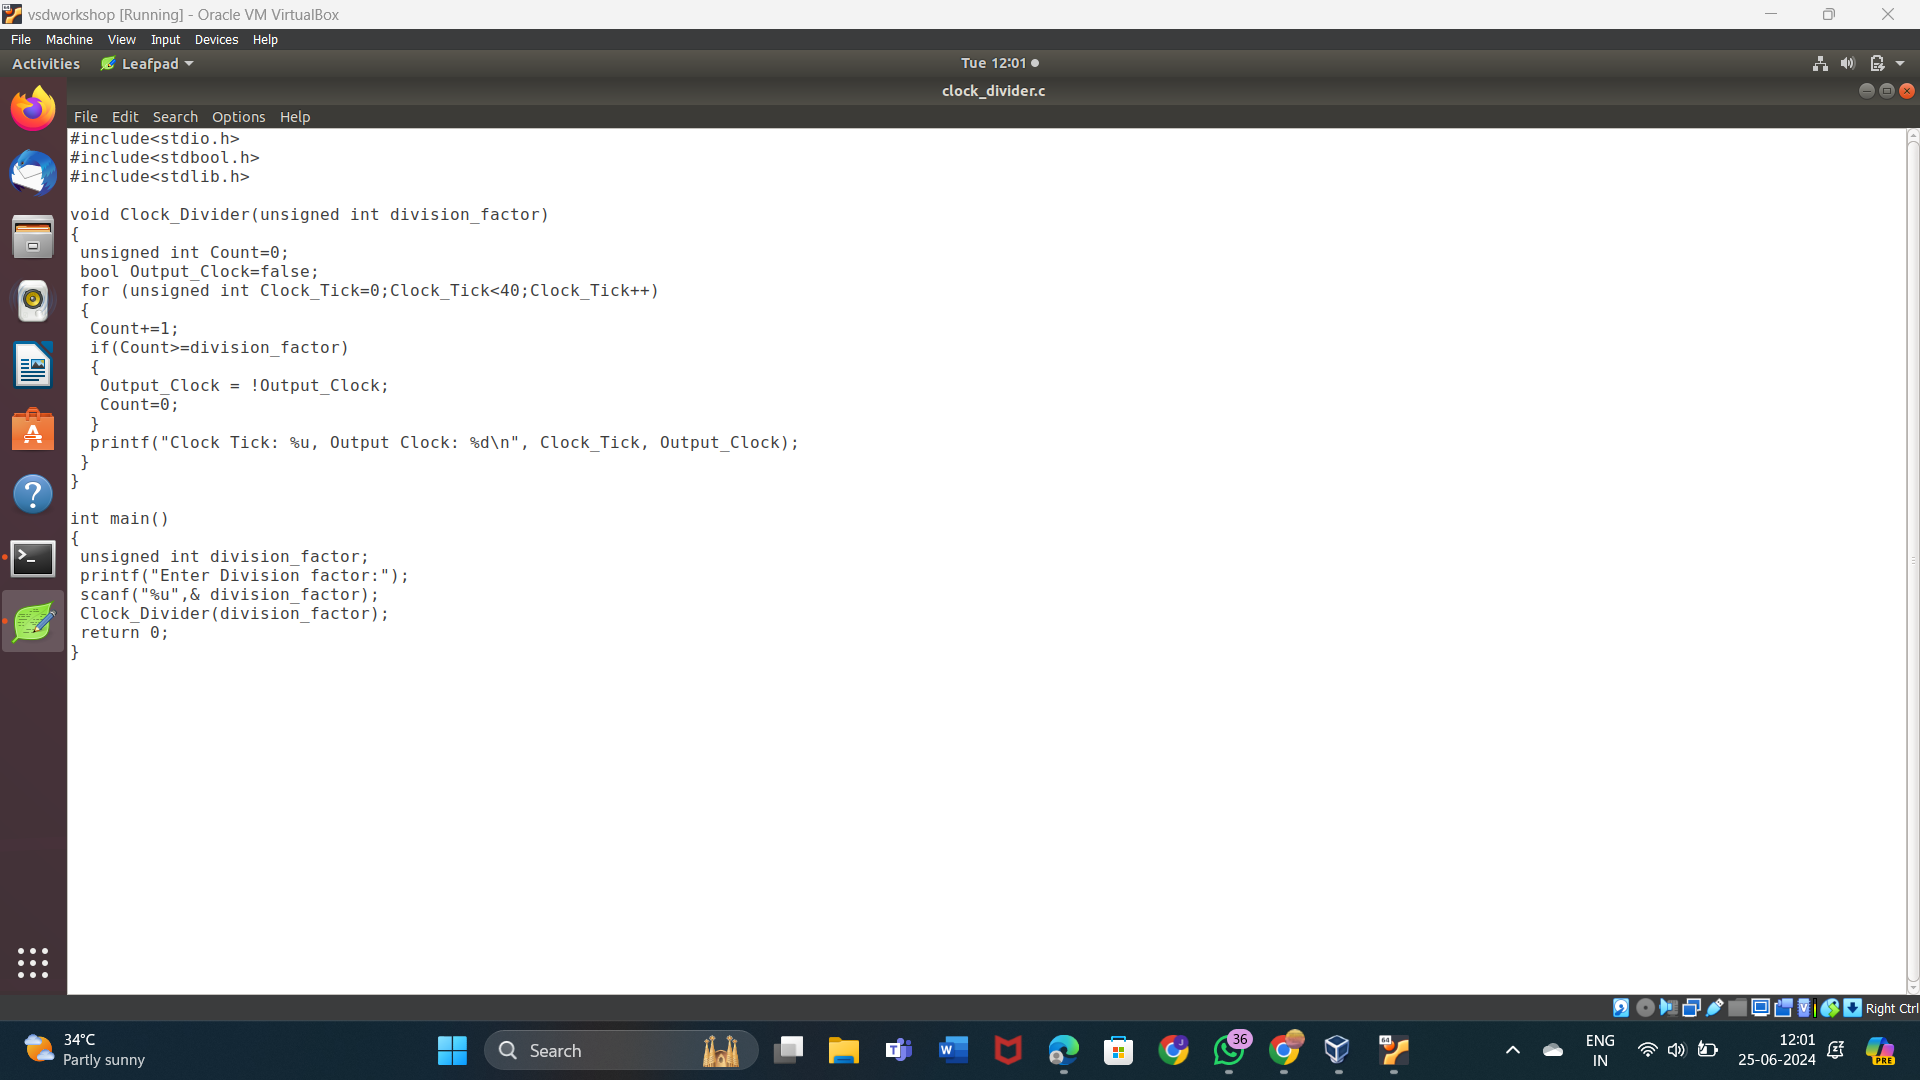 vsdworkshop [Running] - Oracle VM VirtualBox
File Machine View Input Devices Help
Activities Leafpad Tue 12:01
clock_divider.c
File Edit Search Options Help
#include<stdio.h>
#include<stdbool.h>
#include<stdlib.h>
void Clock_Divider(unsigned int division_factor)
{
unsigned int Count=0;
bool Output_Clock=false;
for (unsigned int Clock_Tick=0;Clock_Tick<40;Clock_Tick++)
{
Count+=1;
if(Count>=division_factor)
{
Output_Clock = !Output_Clock;
Count=0;
}
printf("Clock Tick: %u, Output Clock: %d\n", Clock_Tick, Output_Clock);
}
}
int main()
{
unsigned int division_factor;
printf("Enter Division factor:");
scanf("%u",& division_factor);
Clock_Divider(division_factor);
return 0;
}
Right Ctrl
34°C
Partly sunny
Search
36
ENG
IN
12:01
25-06-2024
PRE